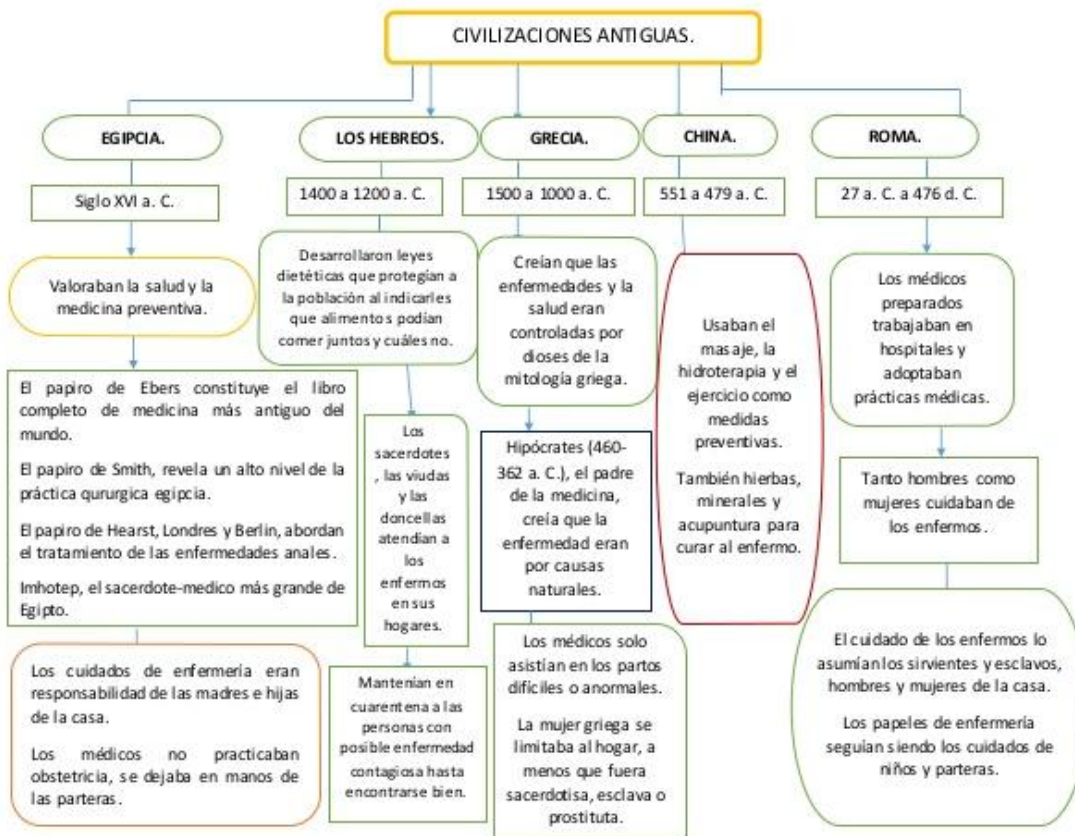 CIVILIZACIONES ANTIGUAS.
EGIPCIA.
Siglo XVI a. C.
Valoraban la salud y la
medicina preventiva.
El papiro de Ebers constituye el libro
completo de medicina más antiguo del
mundo.
El papiro de Smith, revela un alto nivel de la
práctica qururgica egipcia.
El papiro de Hearst, Londres y Berlin, abordan
el tratamiento de las enfermedades anales.
Imhotep, el sacerdote-medico más grande de
Egipto.
Los cuidados de enfermería eran
responsabilidad de las madres e hijas
de la casa.
Los médicos no practicaban
obstetricia, se dejaba en manos de
las parteras.
LOS HEBREOS.
1400 a 1200 a. C.
Desarrollaron leyes
dietéticas que protegían a
la población al indicarles
que alimentos podían
comer juntos y cuáles no.
Los
sacerdotes
, las viudas
y las
doncellas
atendían a
los
enfermos
en sus
hogares.
Mantenían en
cuarentena a las
personas con
posible enfermedad
contagiosa hasta
encontrarse bien.
GRECIA.
1500 a 1000 a. C.
Creían que las
enfermedades y la
salud eran
controladas por
dioses de la
mitología griega.
Hipócrates (460-
362 a. C.), el padre
de la medicina,
creía que la
enfermedad eran
por causas
naturales.
Los médicos solo
asistían en los partos
difíciles o anormales.
La mujer griega se
limitaba al hogar, a
menos que fuera
sacerdotisa, esclava o
prostituta.
CHINA.
551 a 479 a. C.
Usaban el
masaje, la
hidroterapia y el
ejercicio como
medidas
preventivas.
También hierbas,
minerales y
acupuntura para
curar al enfermo.
ROMA.
27 a. C. a 476 d. C.
Los médicos
preparados
trabajaban en
hospitales y
adoptaban
prácticas médicas.
Tanto hombres como
mujeres cuidaban de
los enfermos.
El cuidado de los enfermos lo
asumían los sirvientes y esclavos,
hombres y mujeres de la casa.
Los papeles de enfermería
seguían siendo los cuidados de
niños y parteras.